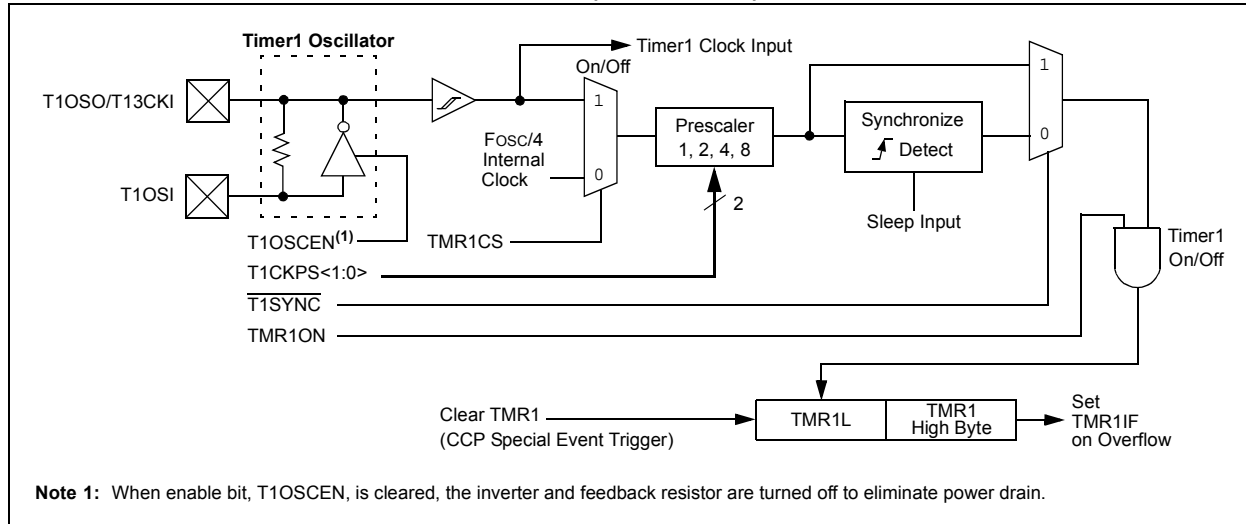 Timer1 Oscillator
Timer1 Clock Input
On/Off
T1OSO/T13CKI
1
FOSC/4
Internal
Clock
0
Prescaler
1, 2, 4, 8
2
Synchronize
Detect
1
0
Sleep Input
T1OSI
T1OSCEN(1)
TMR1CS
T1CKPS<1:0>
T1SYNC
TMR1ON
Timer1
On/Off
Clear TMR1
(CCP Special Event Trigger)
TMR1L
TMR1
High Byte
Set
TMR1IF
on Overflow
Note 1: When enable bit, T1OSCEN, is cleared, the inverter and feedback resistor are turned off to eliminate power drain.